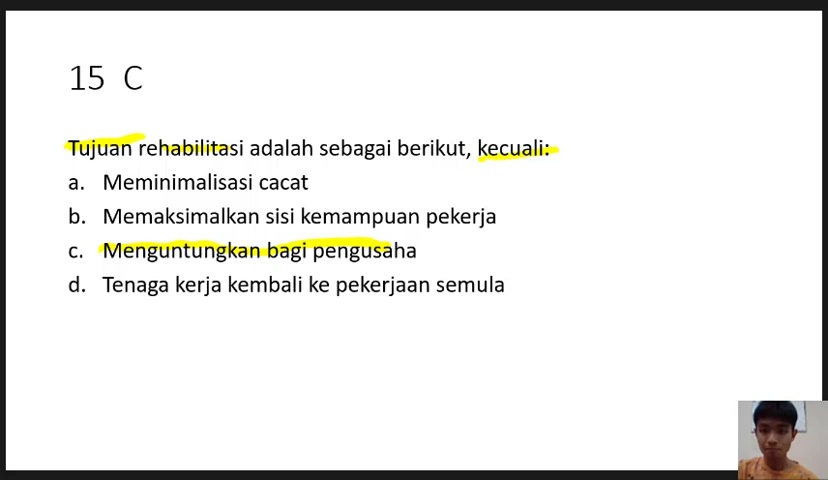 15 C
Tujuan rehabilitasi adalah sebagai berikut, kecuali:
a. Meminimalisasi cacat
b. Memaksimalkan sisi kemampuan pekerja
c. Menguntungkan bagi pengusaha
d. Tenaga kerja kembali ke pekerjaan semula